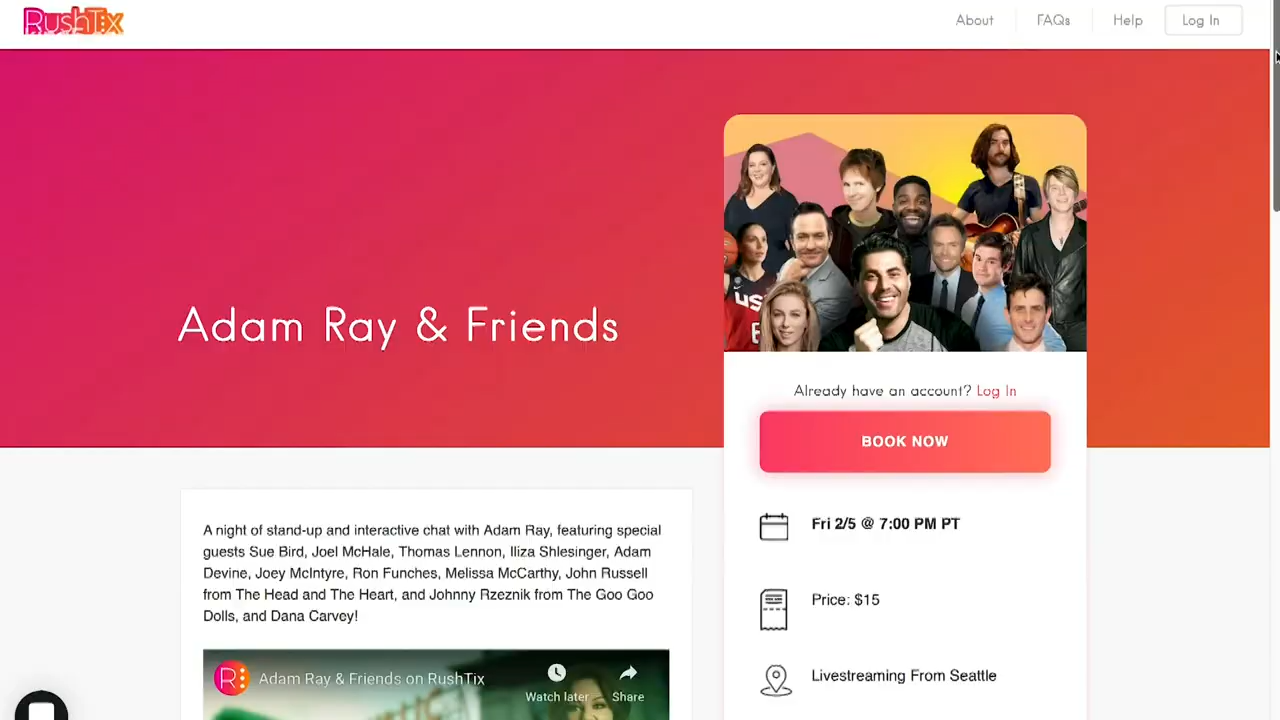 RushTix
About
FAQs
Help
Log In
Adam Ray & Friends
US
Already have an account? Log In
BOOK NOW
Fri 2/5 @ 7:00 PM PT
Price: $15
Livestreaming From Seattle
A night of stand-up and interactive chat with Adam Ray, featuring special
guests Sue Bird, Joel McHale, Thomas Lennon, Iliza Shlesinger, Adam
Devine, Joey McIntyre, Ron Funches, Melissa McCarthy, John Russell
from The Head and The Heart, and Johnny Rzeznik from The Goo Goo
Dolls, and Dana Carvey!
R:
Adam Ray & Friends on RushTix
Watch later
Share